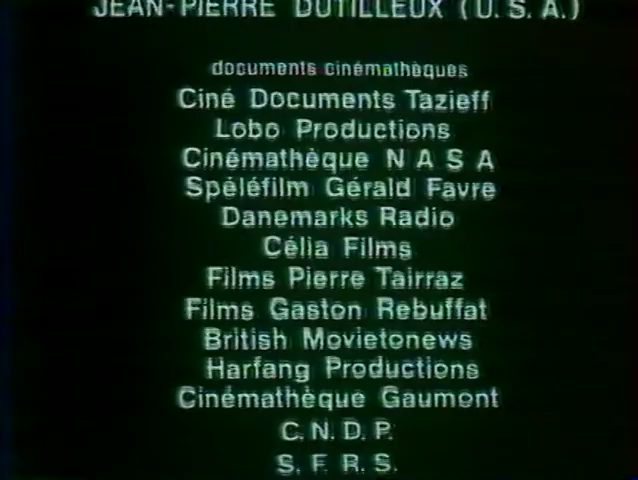 JEAN-PIERRE DUTILLEUX (U.S.A.)
documents cinémathèques
Ciné Documents Tazieff
Lobo Productions
Cinémathèque N A S A
Spéléfilm Gérald Favre
Danemarks Radio
Célia Films
Films Pierre Tairraz
Films Gaston Rebuffat
British Movietonews
Harfang Productions
Cinémathèque Gaumont
C.N.D.P.
S.F.R.S.